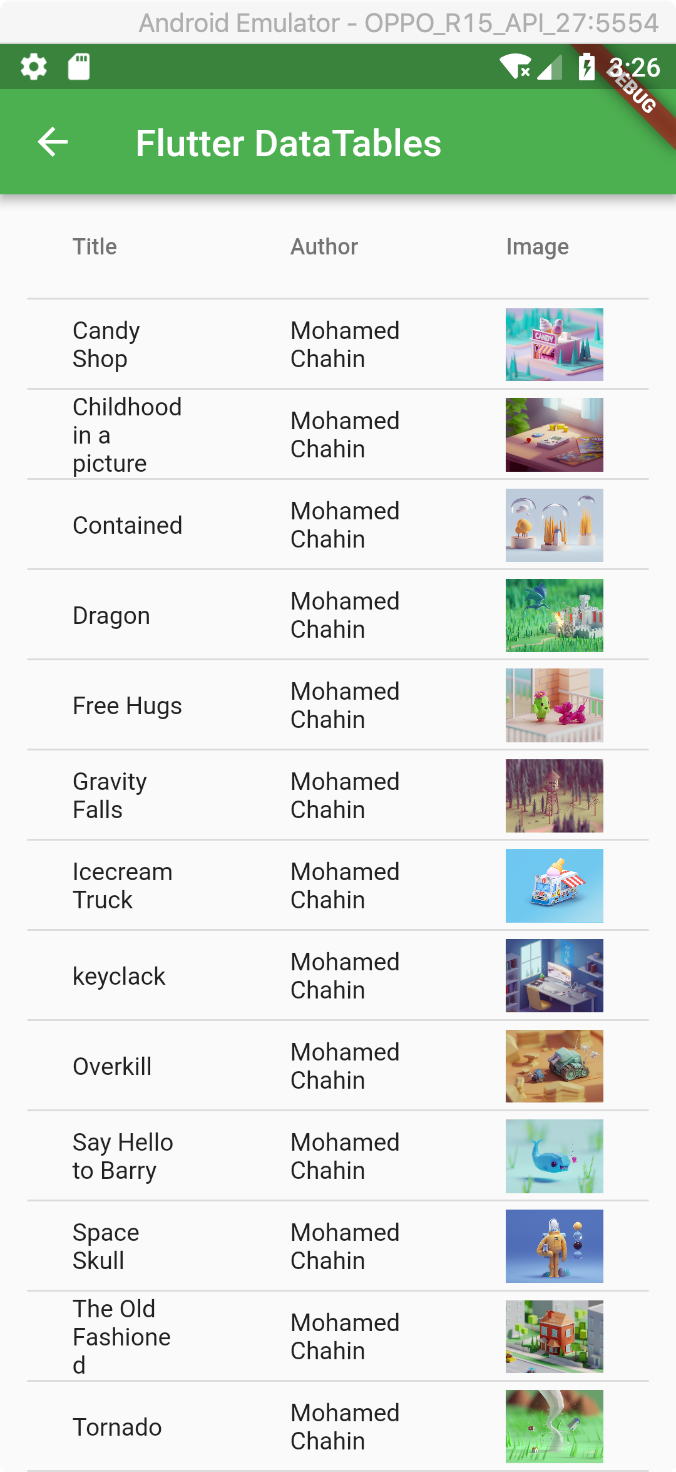 Android Emulator - OPPO_R15_API_27:5554
3:26
DEBUG
Flutter DataTables
Title Author Image
Candy
Shop
Mohamed
Chahin
CANDY
Childhood
in a
picture
Mohamed
Chahin
Contained
Mohamed
Chahin
Dragon
Mohamed
Chahin
Free Hugs
Mohamed
Chahin
Gravity
Falls
Mohamed
Chahin
Icecream
Truck
Mohamed
Chahin
keyclack
Mohamed
Chahin
Overkill
Mohamed
Chahin
Say Hello
to Barry
Mohamed
Chahin
Space
Skull
Mohamed
Chahin
The Old
Fashione
d
Mohamed
Chahin
Tornado
Mohamed
Chahin